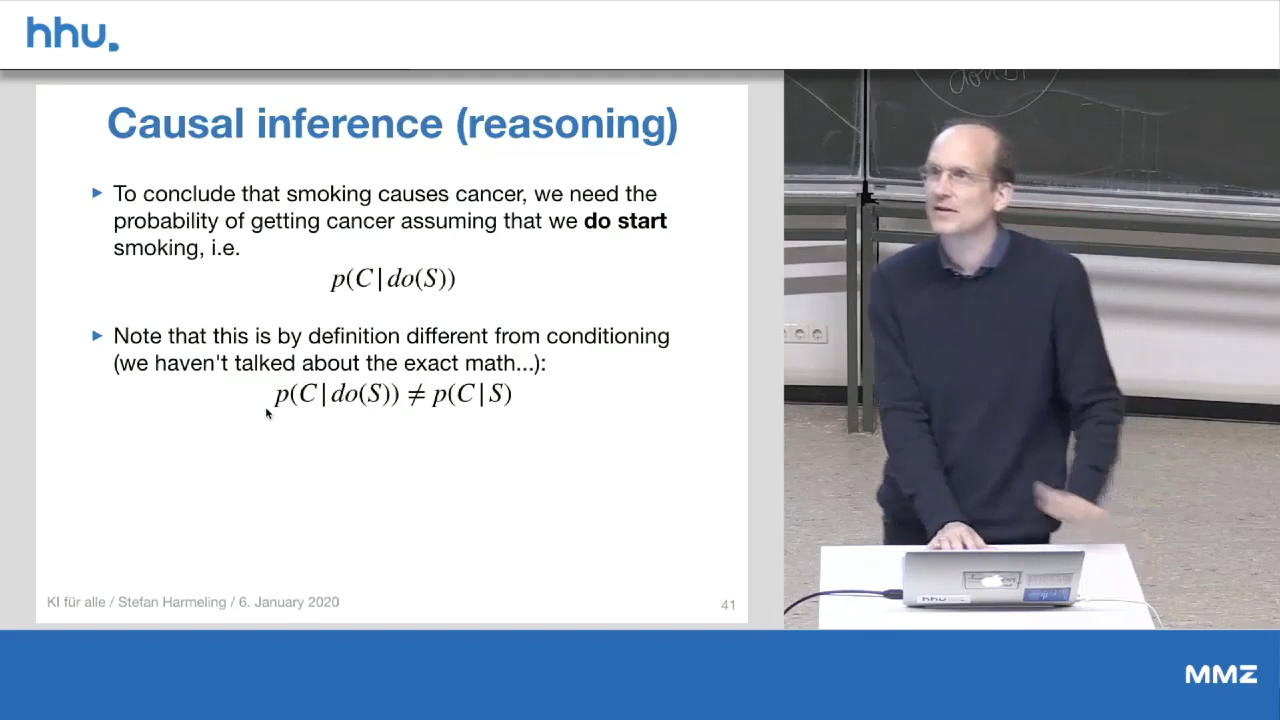 hhu.
Causal inference (reasoning)
To conclude that smoking causes cancer, we need the
probability of getting cancer assuming that we do start
smoking, i.e.
p(C|do(S))
Note that this is by definition different from conditioning
(we haven't talked about the exact math...):
p(C|do(S)) ≠ p(C|S)
KI für alle / Stefan Harmeling / 6. January 2020
41
hhu
MMZ